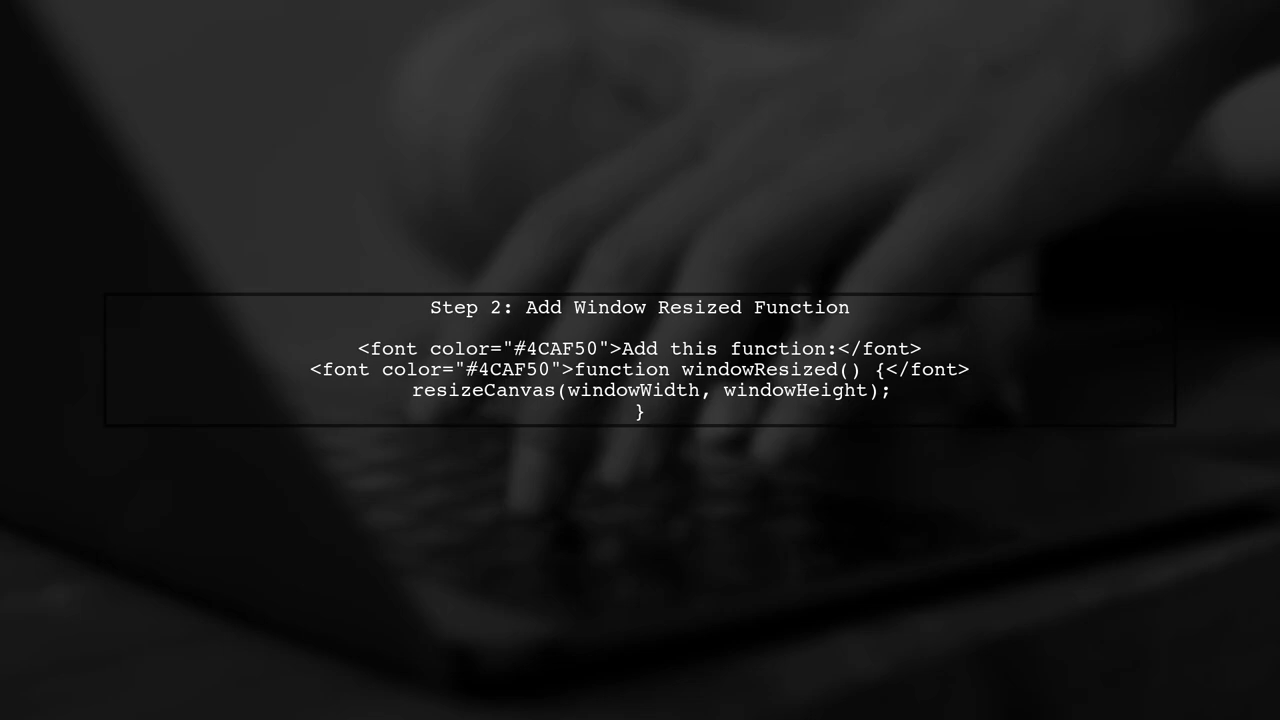 Step 2: Add Window Resized Function
<font color="#4CAF50">Add this function:</font>
<font color="#4CAF50">function windowResized() {</font>
resizeCanvas(windowWidth, windowHeight);
}